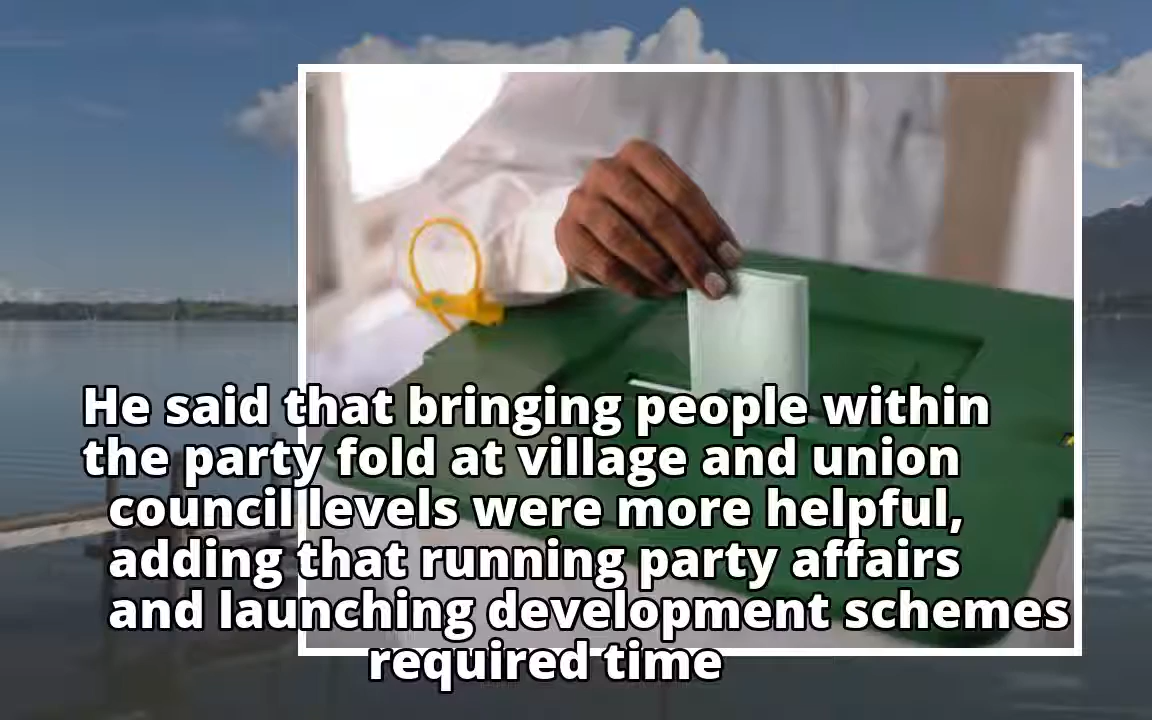 He said that bringing people within
the party fold at village and union
council levels were more helpful,
adding that running party affairs
and launching development schemes
required time